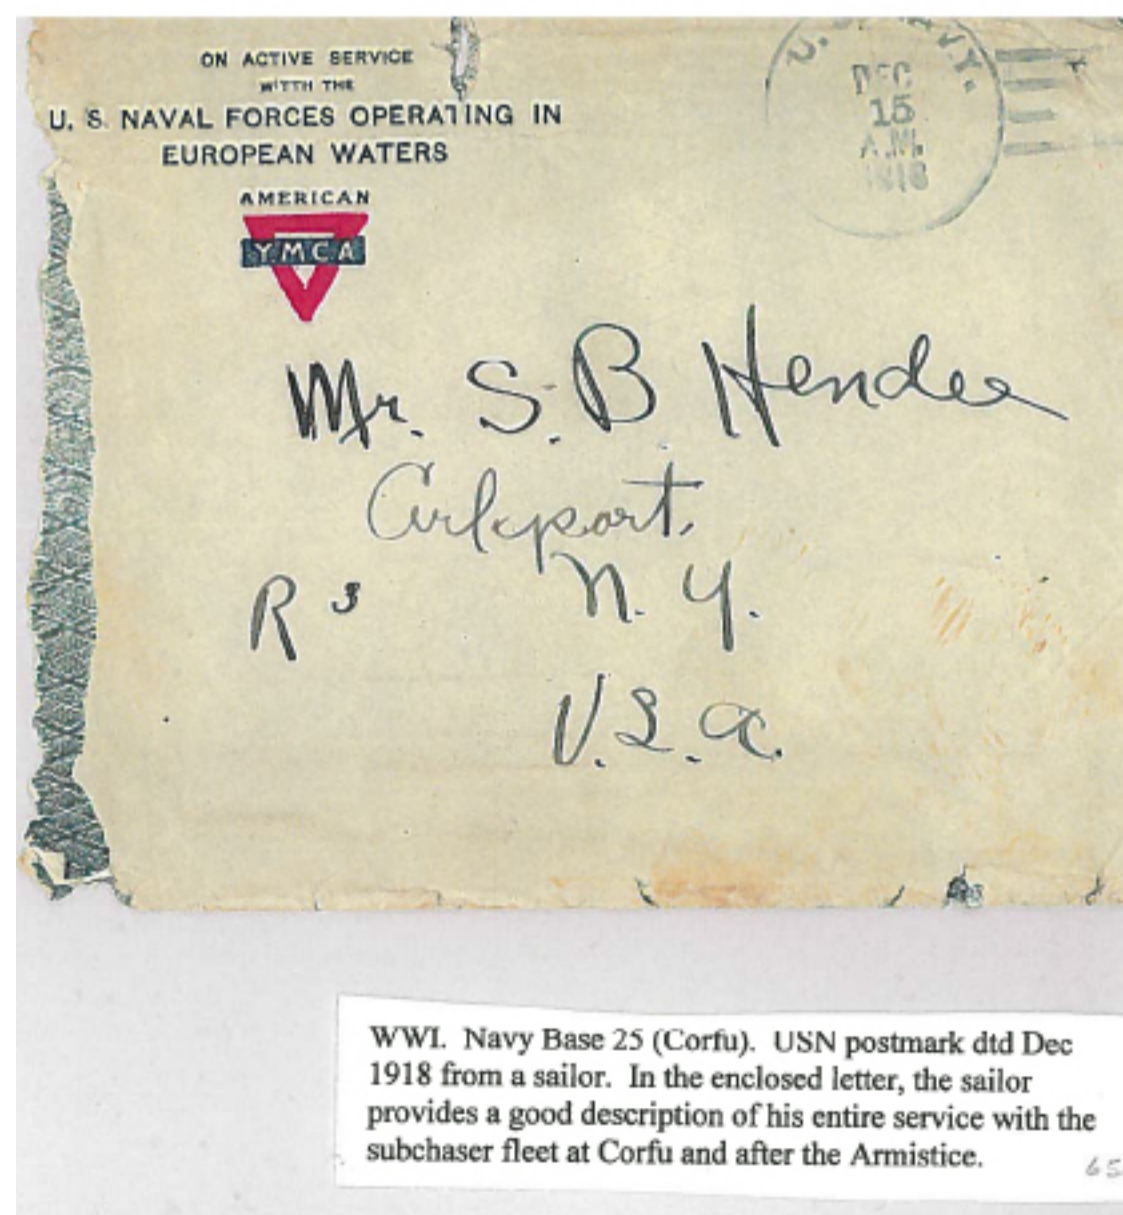 ON ACTIVE SERVICE
WITH THE
U. S. NAVAL FORCES OPERATING IN
EUROPEAN WATERS
AMERICAN
YMCA
U. S. NAVY.
DEC
15
A.M.
1918
Mr. S. B Hendee
Arkport,
R 3 N. Y.
U. S. A.
WWI. Navy Base 25 (Corfu). USN postmark dtd Dec
1918 from a sailor. In the enclosed letter, the sailor
provides a good description of his entire service with the
subchaser fleet at Corfu and after the Armistice.
65